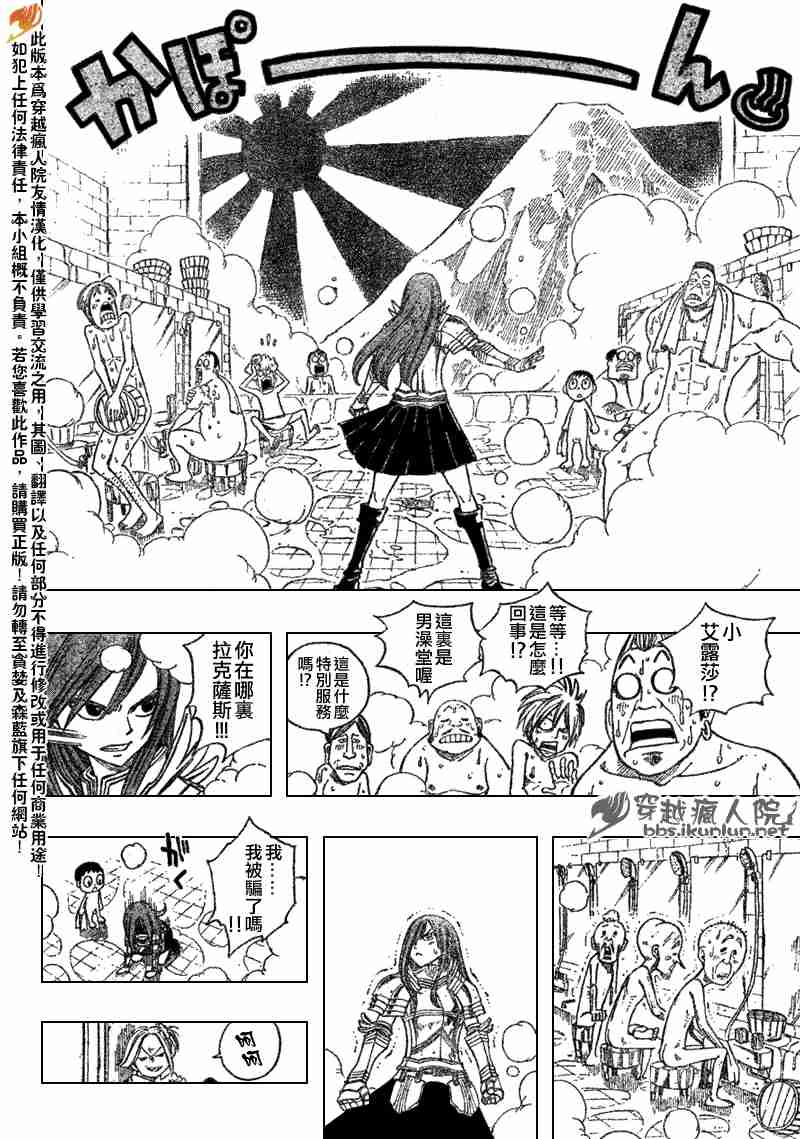 かぽーん♨
此版本爲穿越瘋人院友情漢化，僅供學習交流之用，其圖，翻譯以及任何部分不得進行修改或用于任何商業用途！
如犯上任何法律責任，本小組概不負責。若您喜歡此作品，請購買正版！請勿轉至貪婪及森藍旗下任何網站！
小
艾露莎!?
等等…!!
這是怎麼
回事!?
這裏是
男澡堂喔
這是什麼
特別服務
嗎!?
你在哪裏
拉克薩斯!!!
穿越瘋人院
bbs.ikunlun.net
我……
我被騙了嗎
!!
ガク
呵
呵